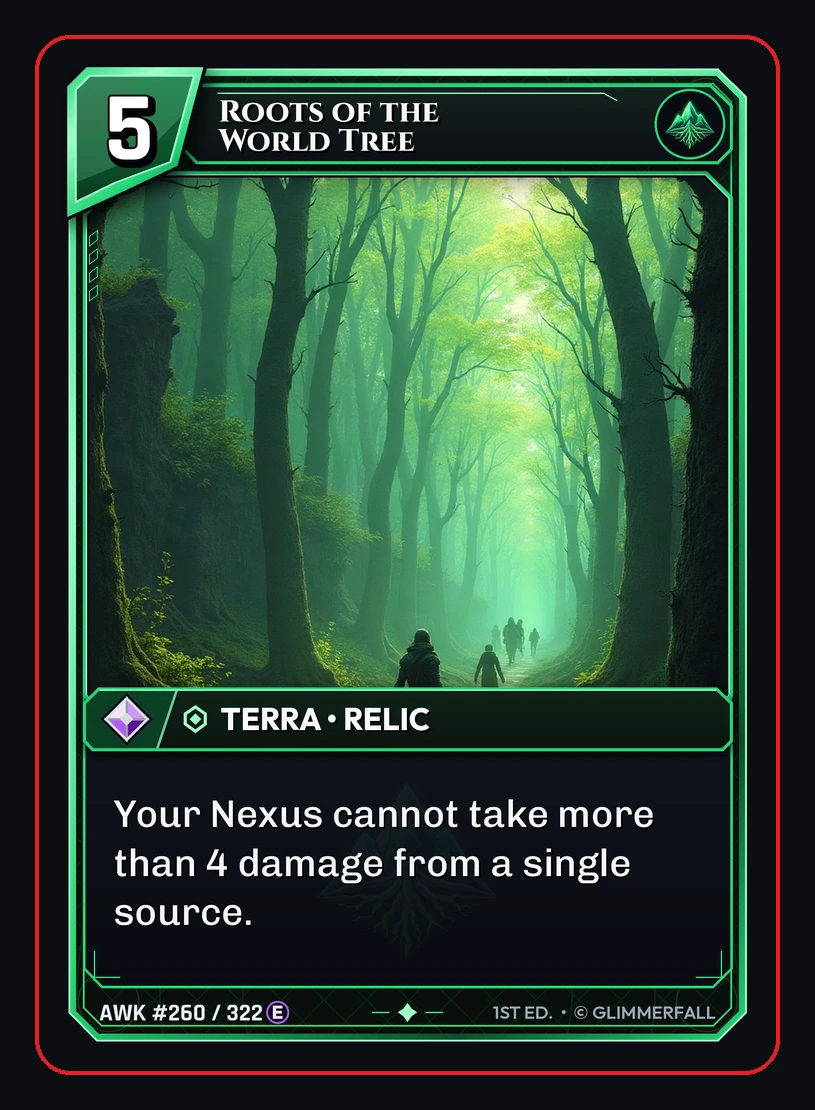 5
ROOTS OF THE
WORLD TREE
TERRA • RELIC
Your Nexus cannot take more
than 4 damage from a single
source.
AWK #260 / 322 E
1ST ED. • © GLIMMERFALL